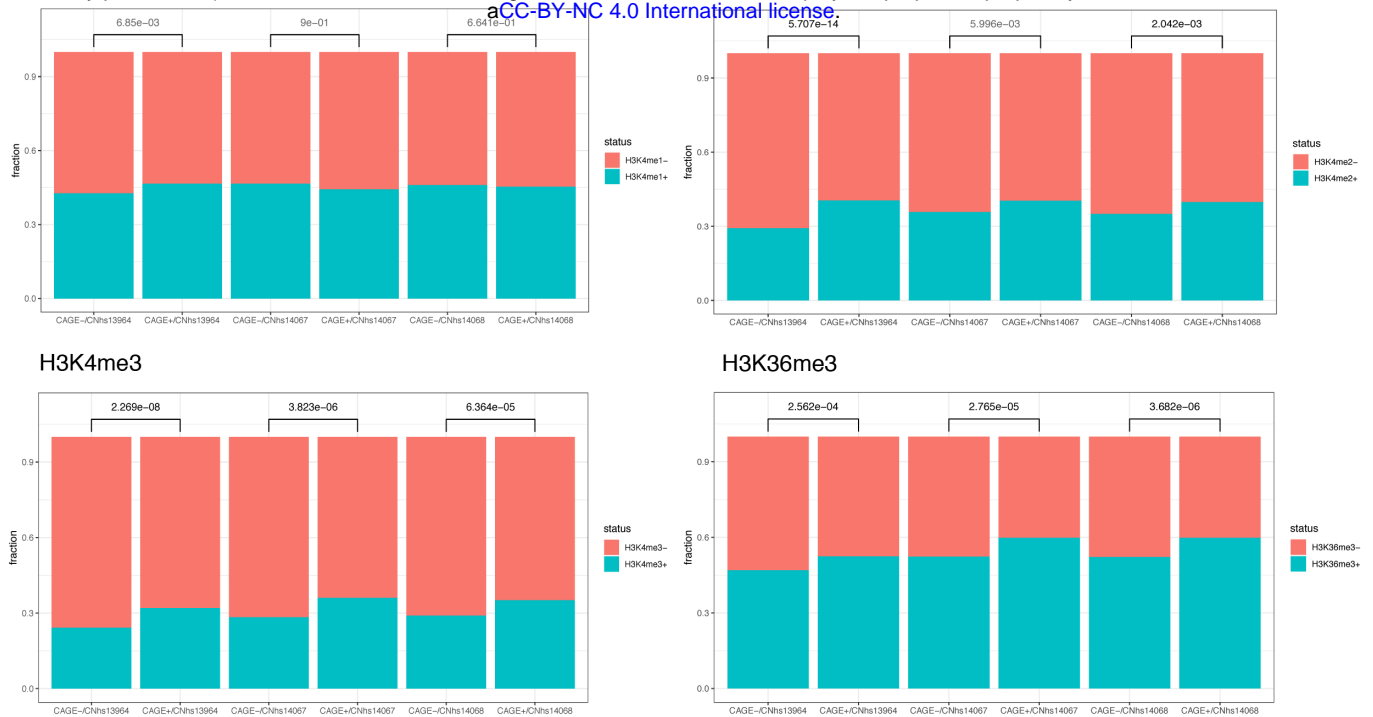 aCC-BY-NC 4.0 International license.
6.85e−03 9e−01 6.641e−01
0.9
0.6
0.3
0.0
fraction
CAGE−/CNhs13964 CAGE+/CNhs13964 CAGE−/CNhs14067 CAGE+/CNhs14067 CAGE−/CNhs14068 CAGE+/CNhs14068
status
H3K4me1−
H3K4me1+
5.707e−14 5.996e−03 2.042e−03
0.9
0.6
0.3
0.0
fraction
CAGE−/CNhs13964 CAGE+/CNhs13964 CAGE−/CNhs14067 CAGE+/CNhs14067 CAGE−/CNhs14068 CAGE+/CNhs14068
status
H3K4me2−
H3K4me2+
H3K4me3
2.269e−08 3.823e−06 6.364e−05
0.9
0.6
0.3
0.0
fraction
CAGE−/CNhs13964 CAGE+/CNhs13964 CAGE−/CNhs14067 CAGE+/CNhs14067 CAGE−/CNhs14068 CAGE+/CNhs14068
status
H3K4me3−
H3K4me3+
H3K36me3
2.562e−04 2.765e−05 3.682e−06
0.9
0.6
0.3
0.0
fraction
CAGE−/CNhs13964 CAGE+/CNhs13964 CAGE−/CNhs14067 CAGE+/CNhs14067 CAGE−/CNhs14068 CAGE+/CNhs14068
status
H3K36me3−
H3K36me3+